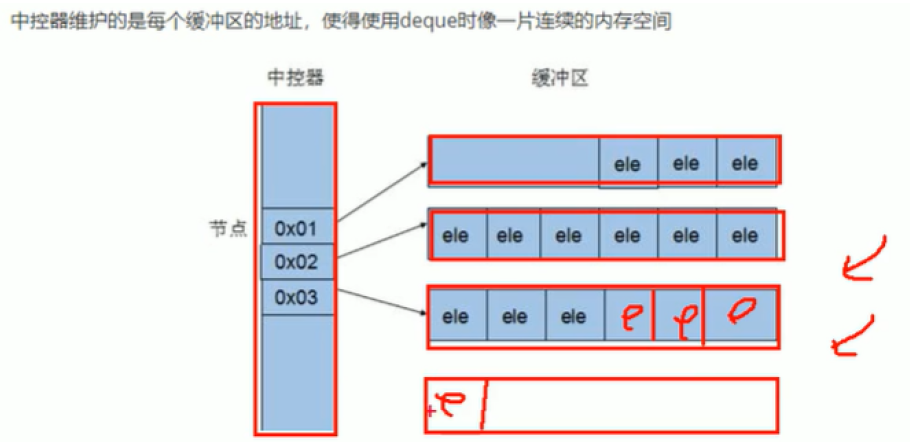 中控器维护的是每个缓冲区的地址，使得使用deque时像一片连续的内存空间
中控器 缓冲区
ele ele ele
节点 0x01 ele ele ele ele ele ele
0x02
0x03 ele ele ele e e e
e